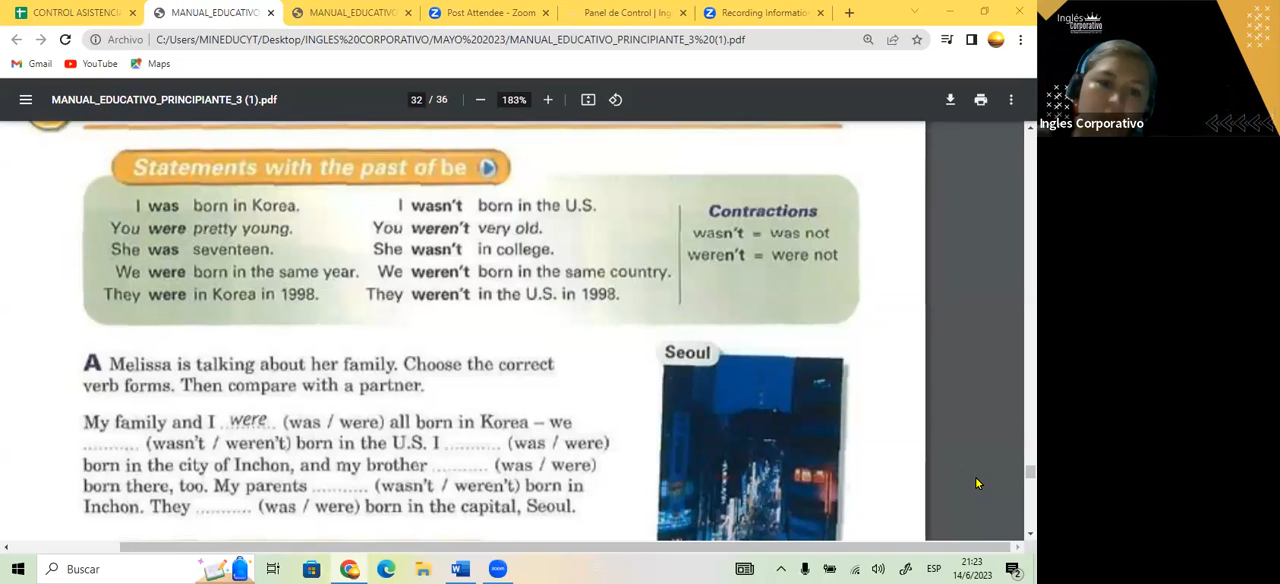 CONTROL ASISTENCIA
MANUAL_EDUCATIVO
MANUAL_EDUCATIVO
Post Attendee - Zoom
Panel de Control | Ing
Recording Informatio
Archivo
C:/Users/MINEDUCYT/Desktop/INGLES%20CORPORATIVO/MAYO%202023/MANUAL_EDUCATIVO_PRINCIPIANTE_3%20(1).pdf
Gmail
YouTube
Maps
MANUAL_EDUCATIVO_PRINCIPIANTE_3 (1).pdf
32 / 36
183%
Statements with the past of be
I was born in Korea.
You were pretty young.
She was seventeen.
We were born in the same year.
They were in Korea in 1998.
I wasn't born in the U.S.
You weren't very old.
She wasn't in college.
We weren't born in the same country.
They weren't in the U.S. in 1998.
Contractions
wasn't = was not
weren't = were not
A Melissa is talking about her family. Choose the correct
verb forms. Then compare with a partner.
My family and I ..were.. (was / were) all born in Korea – we
.......... (wasn't / weren't) born in the U.S. I .......... (was / were)
born in the city of Inchon, and my brother .......... (was / were)
born there, too. My parents .......... (wasn't / weren't) born in
Inchon. They .......... (was / were) born in the capital, Seoul.
Seoul
Inglés
Corporativo
Ingles Corporativo
Buscar
zoom
ESP
21:23
14/6/2023
2